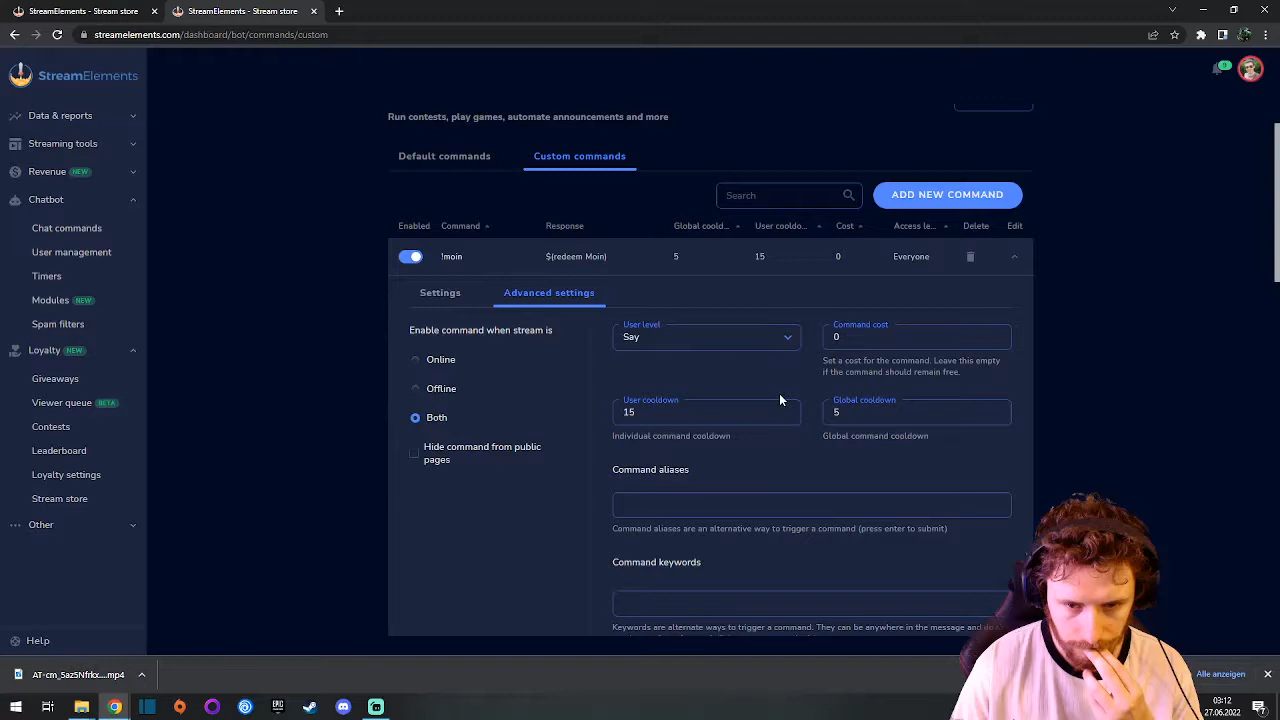 StreamElements - Stream store
StreamElements - Stream store
streamelements.com/dashboard/bot/commands/custom
StreamElements
9
Data & reports
Streaming tools
NEW
Chat commands
User management
Timers
Modules NEW
Spam filters
Loyalty NEW
Giveaways
Viewer queue BETA
Contests
Leaderboard
Loyalty settings
Stream store
Other
Help
Run contests, play games, automate announcements and more
Default commands
Custom commands
Search
ADD NEW COMMAND
Enabled
Command
Response
Global coold...
User cooldo...
Cost
Access le...
Delete
Edit
!moin
$(redeem Moin)
5
15
0
Everyone
Settings
Advanced settings
Enable command when stream is
Online
Offline
Both
Hide command from public
pages
User level
Say
Command cost
0
Set a cost for the command. Leave this empty
if the command should remain free.
User cooldown
15
Individual command cooldown
Global cooldown
5
Global command cooldown
Command aliases
Command aliases are an alternative way to trigger a command (press enter to submit)
Command keywords
Keywords are alternate ways to trigger a command. They can be anywhere in the message and do
Alle anzeigen
EPIC
03:12
27.06.2022